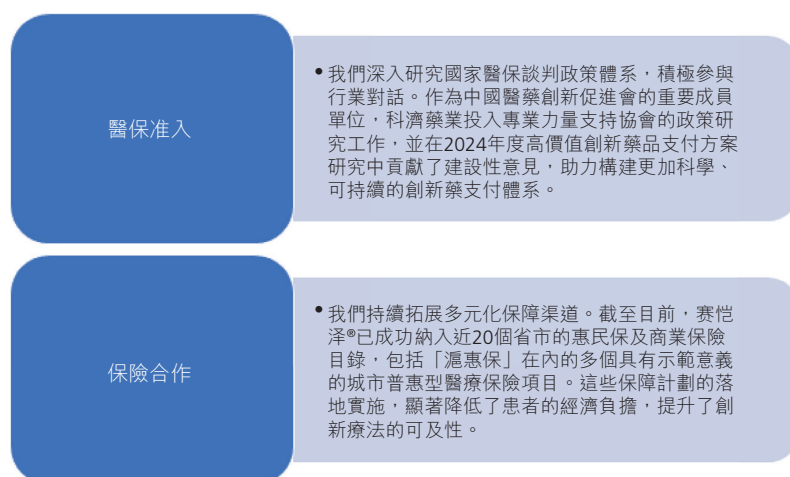 醫保准入
•我們深入研究國家醫保談判政策體系，積極參與
行業對話。作為中國醫藥創新促進會的重要成員
單位，科濟藥業投入專業力量支持協會的政策研
究工作，並在2024年度高價值創新藥品支付方案
研究中貢獻了建設性意見，助力構建更加科學、
可持續的創新藥支付體系。
保險合作
•我們持續拓展多元化保障渠道。截至目前，赛恺
泽®已成功納入近20個省市的惠民保及商業保險
目錄，包括「滬惠保」在內的多個具有示範意義
的城市普惠型醫療保險項目。這些保障計劃的落
地實施，顯著降低了患者的經濟負擔，提升了創
新療法的可及性。